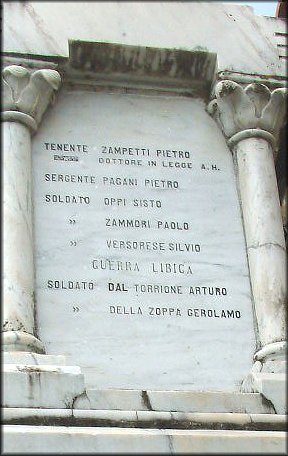 TENENTE ZAMPETTI PIETRO
DOTTORE IN LEGGE A.H.
SERGENTE PAGANI PIETRO
SOLDATO OPPI SISTO
" ZAMMORI PAOLO
" VERSORESE SILVIO
GUERRA LIBICA
SOLDATO DAL TORRIONE ARTURO
" DELLA ZOPPA GEROLAMO